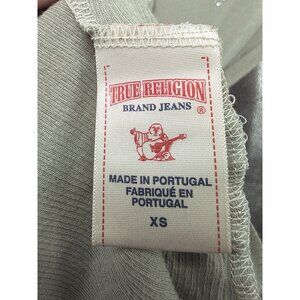 TRUE RELIGION
BRAND JEANS ®
MADE IN PORTUGAL
FABRIQUÉ EN
PORTUGAL
XS